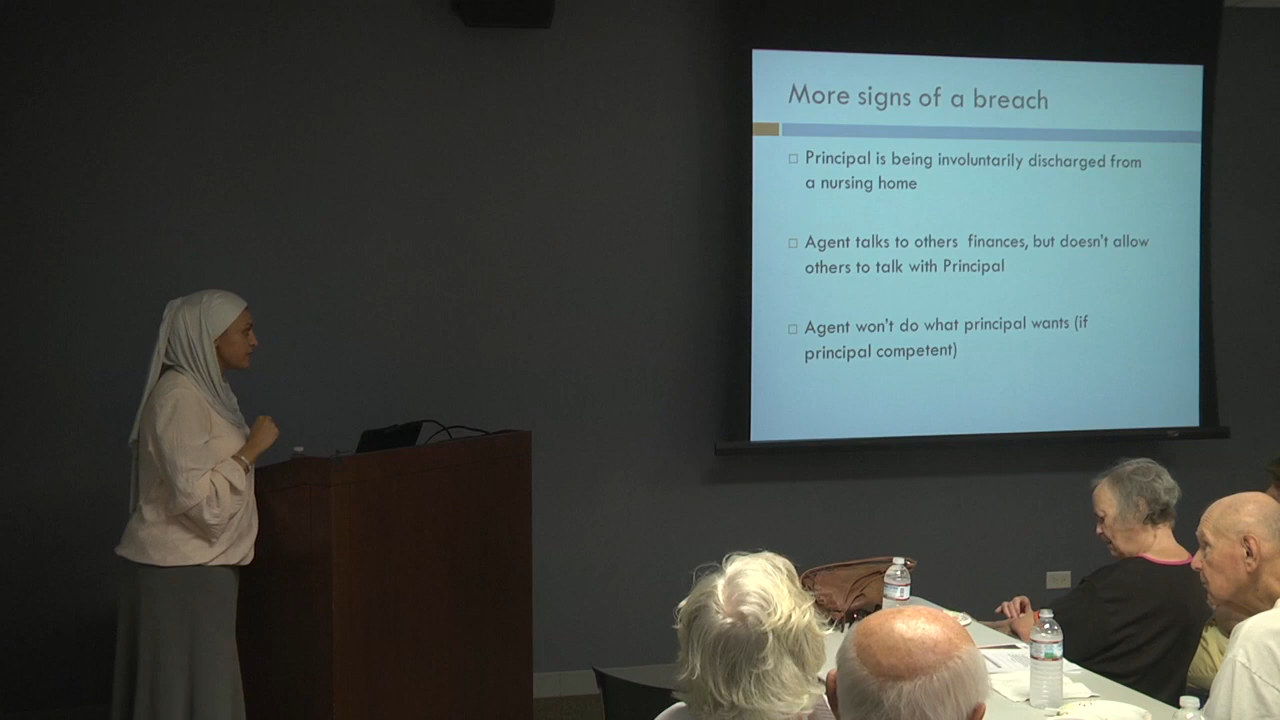 More signs of a breach
Principal is being involuntarily discharged from
a nursing home
Agent talks to others  finances, but doesn't allow
others to talk with Principal
Agent won't do what principal wants (if
principal competent)